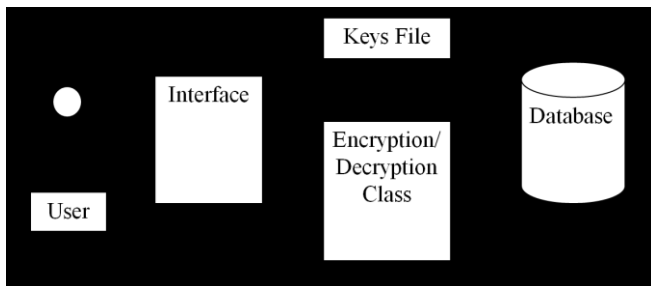 Keys File
Interface
Database
Encryption/
Decryption
Class
User